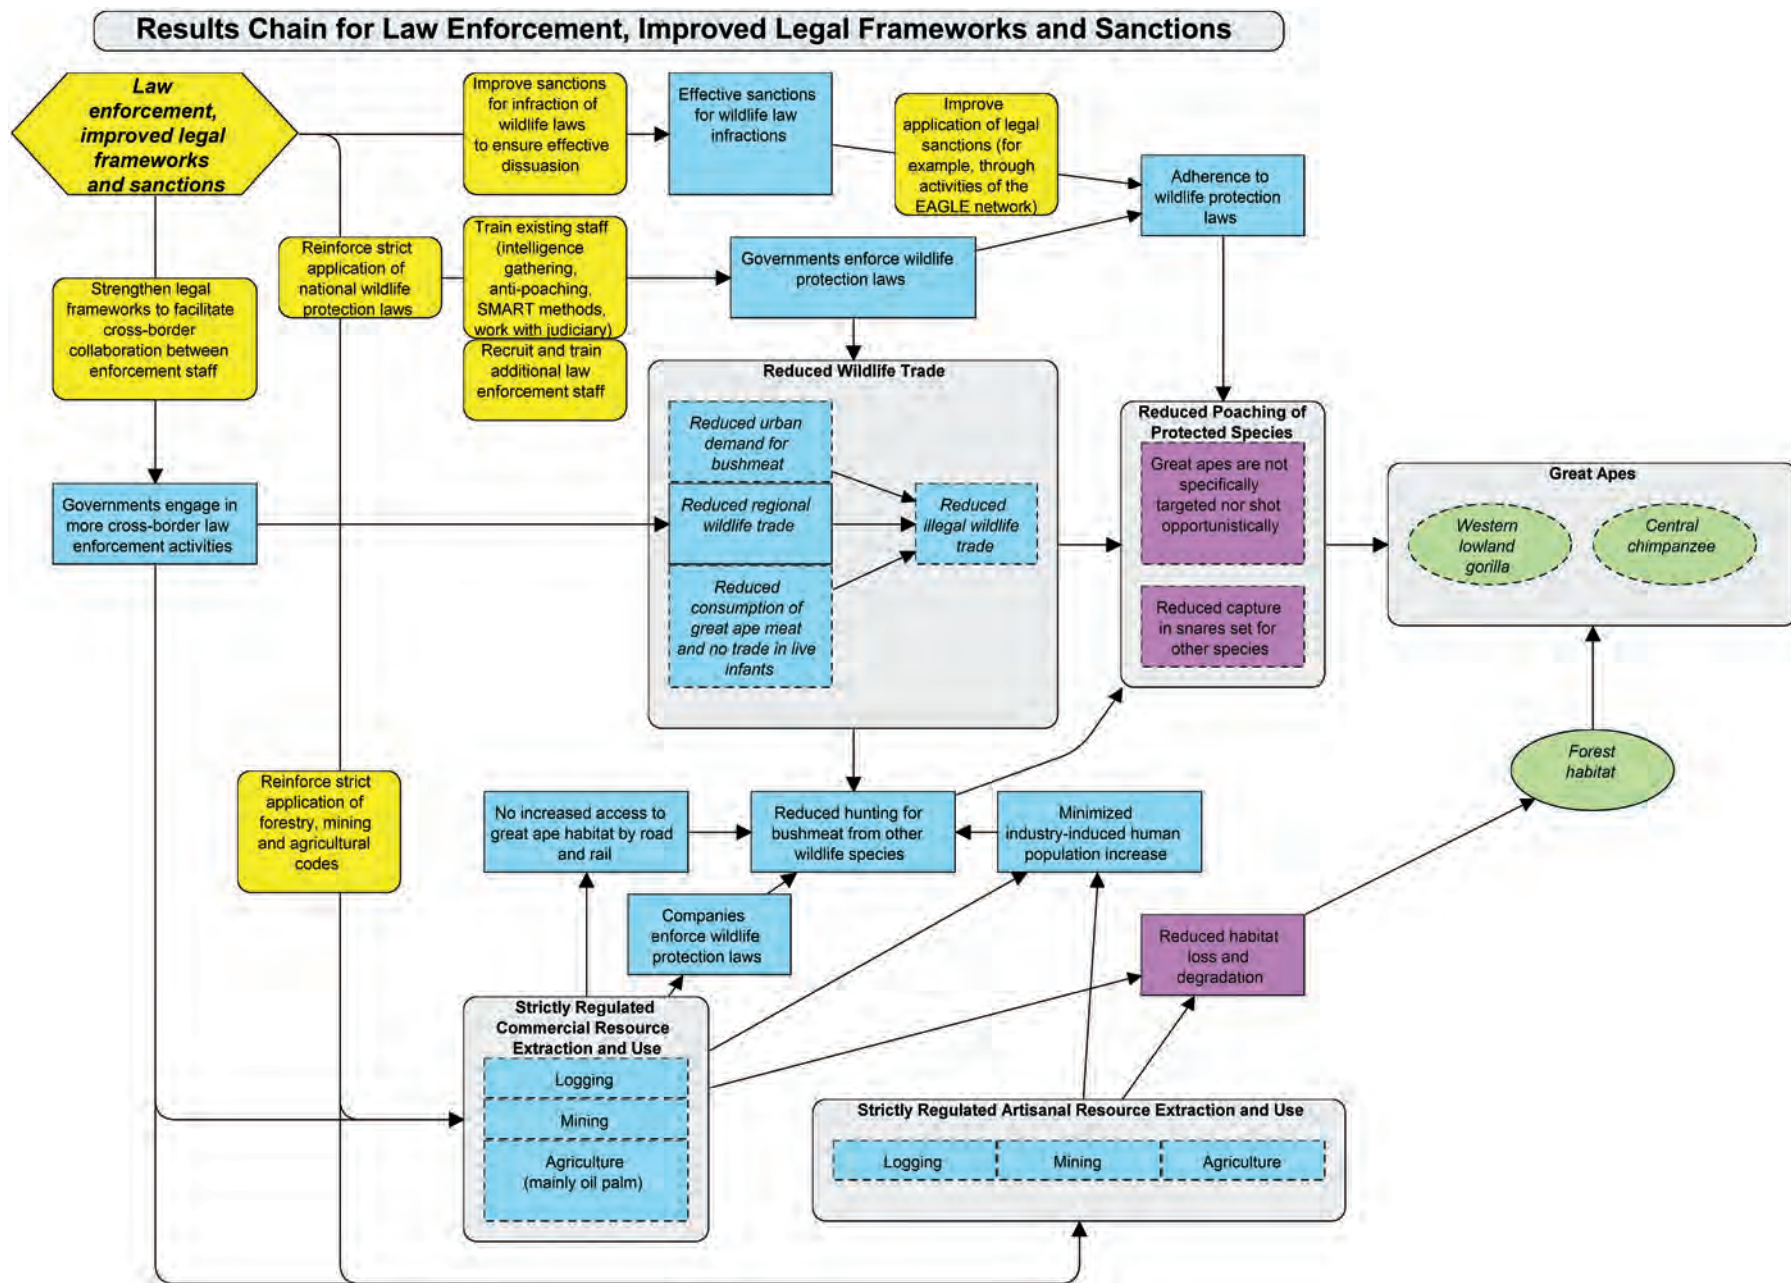 Results Chain for Law Enforcement, Improved Legal Frameworks and Sanctions
Law
enforcement,
improved legal
frameworks
and sanctions
Improve sanctions
for infraction of
wildlife laws
to ensure effective
dissuasion
Effective sanctions
for wildlife law
infractions
Improve
application of legal
sanctions (for
example, through
activities of the
EAGLE network)
Adherence to
wildlife protection
laws
Reinforce strict
application of
national wildlife
protection laws
Train existing staff
(intelligence
gathering,
anti-poaching,
SMART methods,
work with judiciary)
Recruit and train
additional law
enforcement staff
Governments enforce wildlife
protection laws
Strengthen legal
frameworks to facilitate
cross-border
collaboration between
enforcement staff
Governments engage in
more cross-border law
enforcement activities
Reduced Wildlife Trade
Reduced urban
demand for
bushmeat
Reduced regional
wildlife trade
Reduced
consumption of
great ape meat
and no trade in live
infants
Reduced
illegal wildlife
trade
Reduced Poaching of
Protected Species
Great apes are not
specifically
targeted nor shot
opportunistically
Reduced capture
in snares set for
other species
Great Apes
Western
lowland
gorilla
Central
chimpanzee
Forest
habitat
Reinforce strict
application of
forestry, mining
and agricultural
codes
No increased access to
great ape habitat by road
and rail
Reduced hunting for
bushmeat from other
wildlife species
Minimized
industry-induced human
population increase
Companies
enforce wildlife
protection laws
Reduced habitat
loss and
degradation
Strictly Regulated
Commercial Resource
Extraction and Use
Logging
Mining
Agriculture
(mainly oil palm)
Strictly Regulated Artisanal Resource Extraction and Use
Logging
Mining
Agriculture